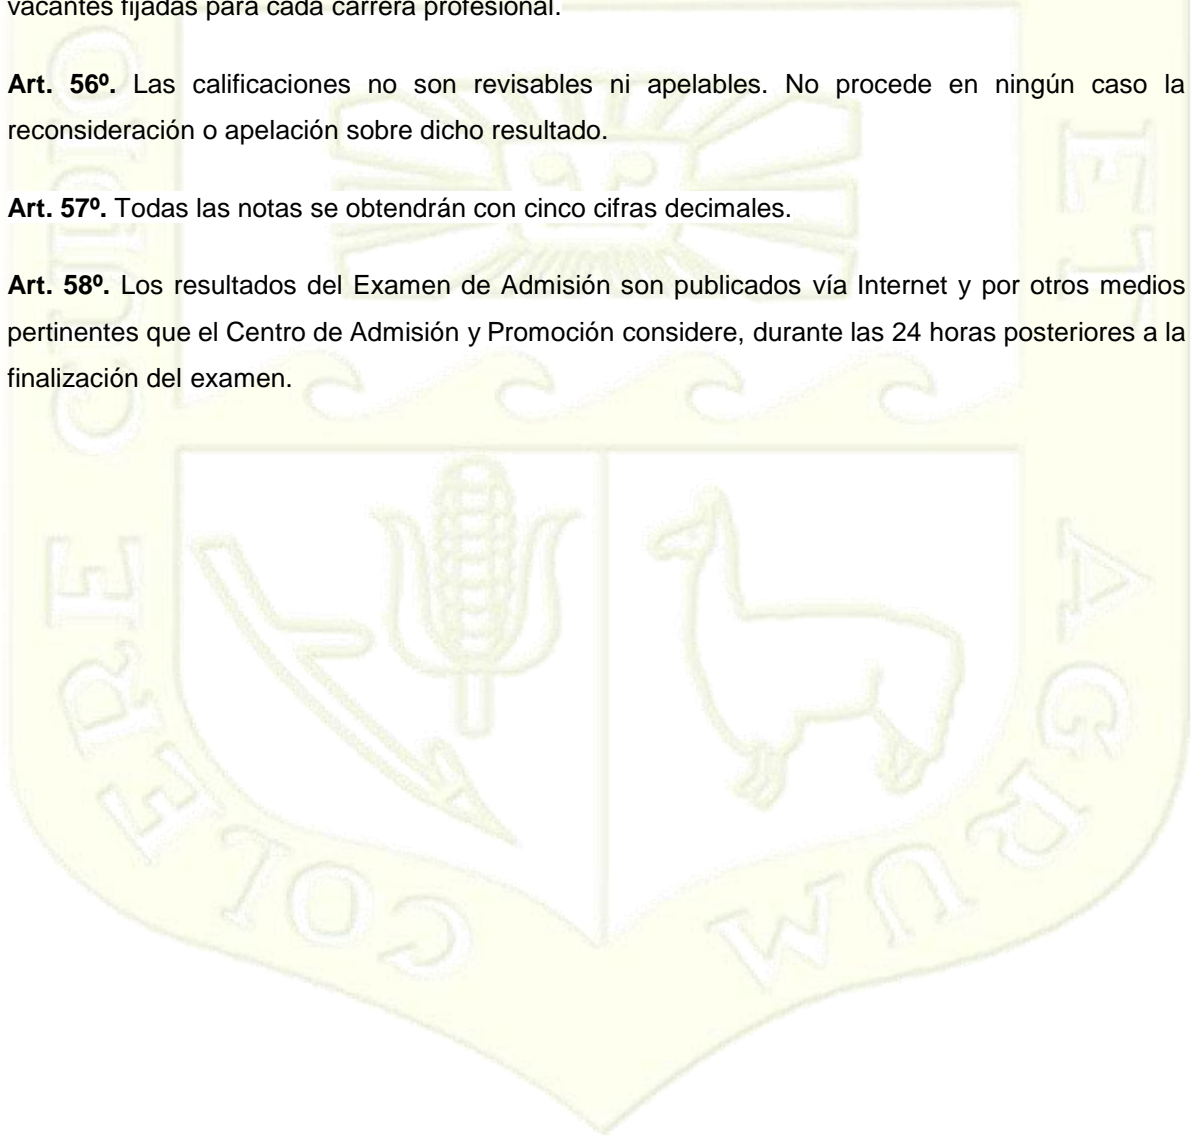 vacantes fijadas para cada carrera profesional.
Art. 56º. Las calificaciones no son revisables ni apelables. No procede en ningún caso la
reconsideración o apelación sobre dicho resultado.
Art. 57º. Todas las notas se obtendrán con cinco cifras decimales.
Art. 58º. Los resultados del Examen de Admisión son publicados vía Internet y por otros medios
pertinentes que el Centro de Admisión y Promoción considere, durante las 24 horas posteriores a la
finalización del examen.
COLERE
AGRUM
ET